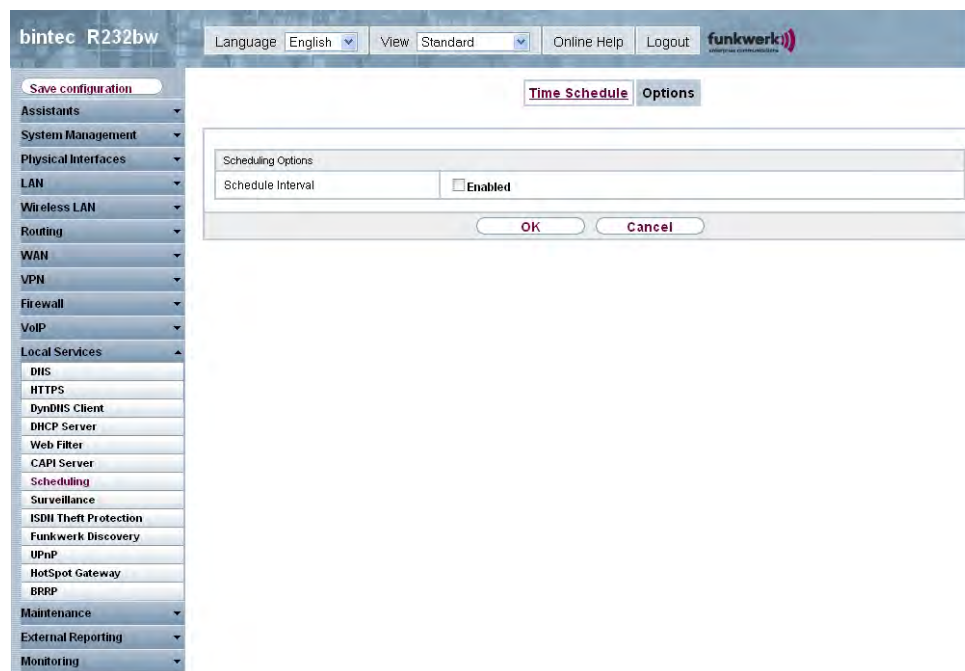 bintec R232bw
Language English View Standard Online Help Logout funkwerk
Save configuration
Time Schedule Options
Assistants
System Management
Physical Interfaces
LAN
Wireless LAN
Routing
WAN
VPN
Firewall
VoIP
Local Services
DNS
HTTPS
DynDNS Client
DHCP Server
Web Filter
CAPI Server
Scheduling
Surveillance
ISDN Theft Protection
Funkwerk Discovery
UPnP
HotSpot Gateway
BRRP
Maintenance
External Reporting
Monitoring
Scheduling Options
Schedule Interval Enabled
OK Cancel